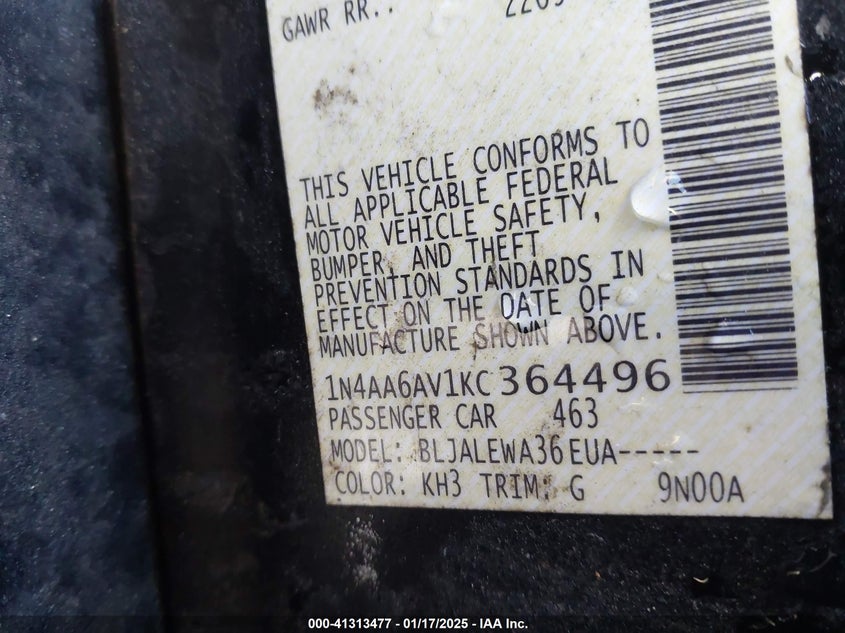 GAWR RR..
THIS VEHICLE CONFORMS TO
ALL APPLICABLE FEDERAL
MOTOR VEHICLE SAFETY,
BUMPER, AND THEFT
PREVENTION STANDARDS IN
EFFECT ON THE DATE OF
MANUFACTURE SHOWN ABOVE.
1N4AA6AV1KC364496
PASSENGER CAR 463
MODEL: BLJALEWA36EUA-----
COLOR: KH3 TRIM: G 9N00A
000-41313477 - 01/17/2025 - IAA Inc.